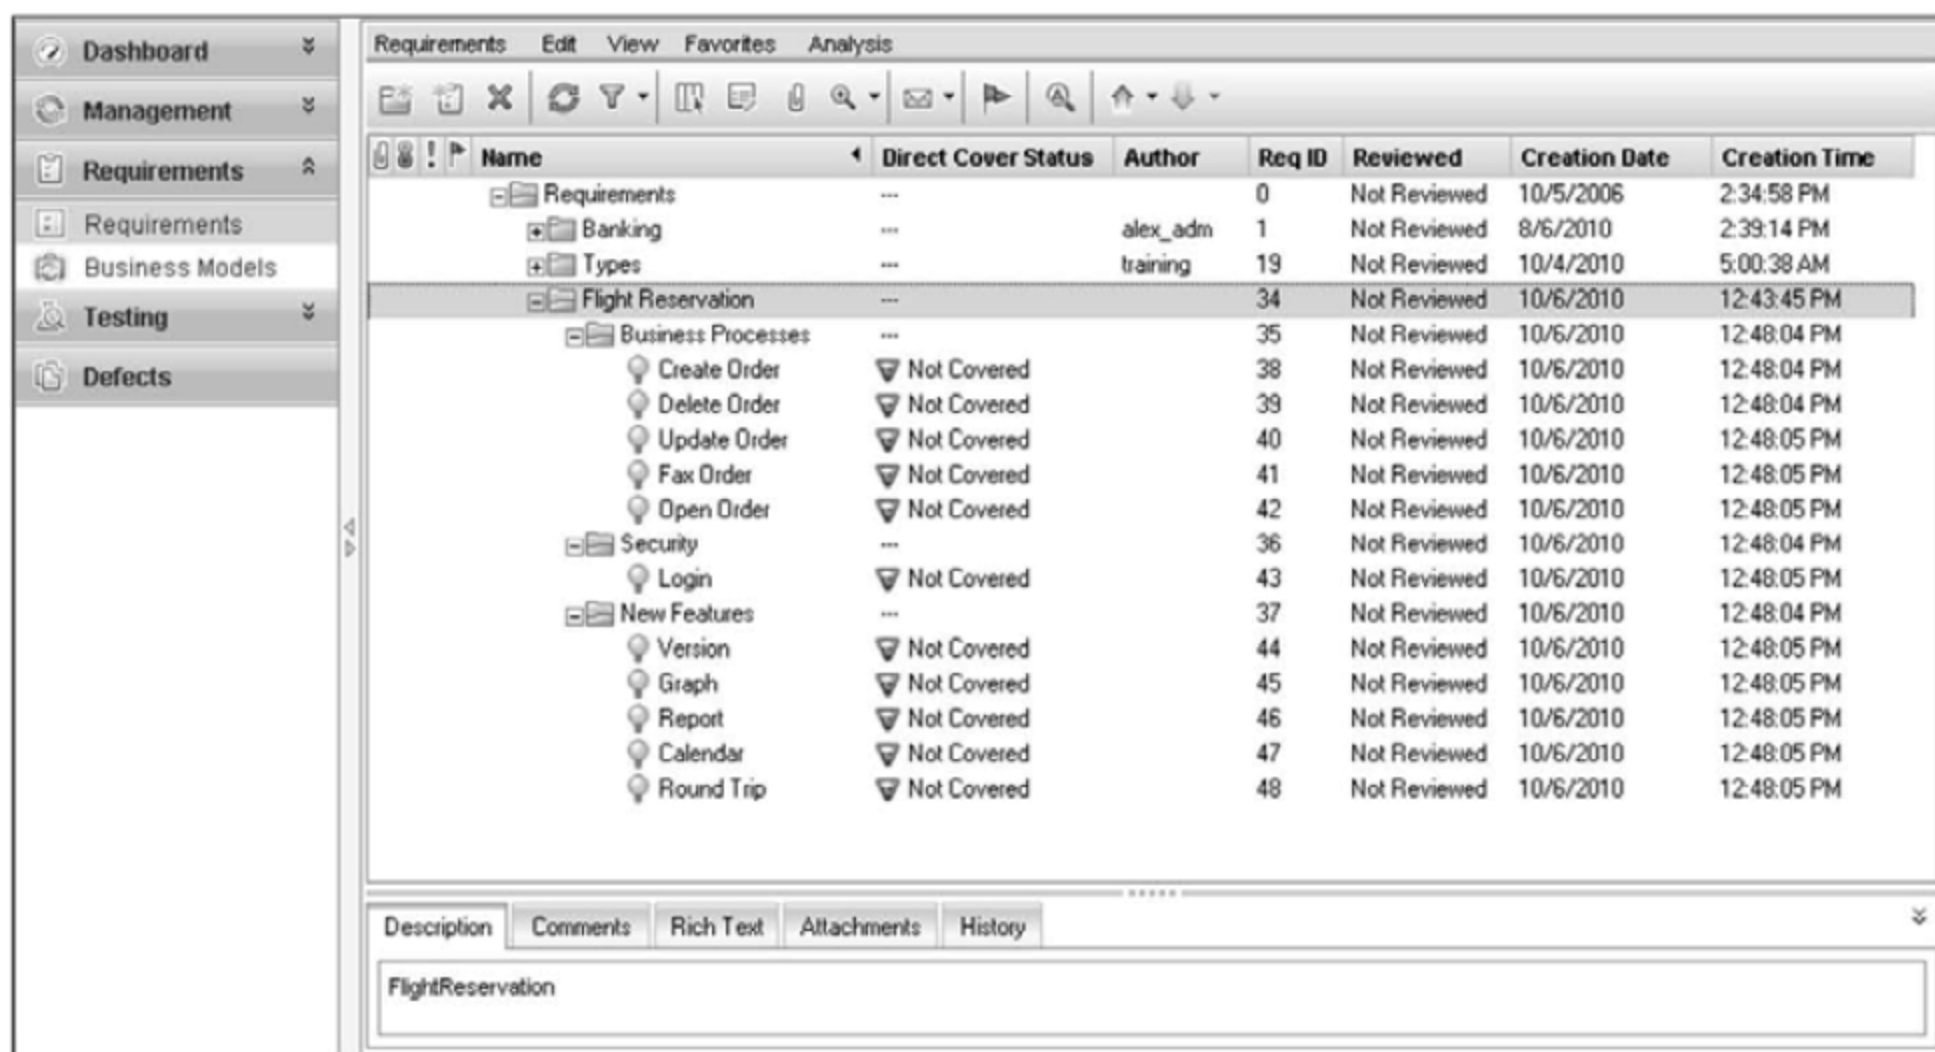 Dashboard
Management
Requirements
Requirements
Business Models
Testing
Defects
Requirements Edit View Favorites Analysis
! Name Direct Cover Status Author Req ID Reviewed Creation Date Creation Time
Requirements --- 0 Not Reviewed 10/5/2006 2:34:58 PM
Banking --- alex_adm 1 Not Reviewed 8/6/2010 2:39:14 PM
Types --- training 19 Not Reviewed 10/4/2010 5:00:38 AM
Flight Reservation --- 34 Not Reviewed 10/6/2010 12:43:45 PM
Business Processes --- 35 Not Reviewed 10/6/2010 12:48:04 PM
Create Order Not Covered 38 Not Reviewed 10/6/2010 12:48:04 PM
Delete Order Not Covered 39 Not Reviewed 10/6/2010 12:48:04 PM
Update Order Not Covered 40 Not Reviewed 10/6/2010 12:48:05 PM
Fax Order Not Covered 41 Not Reviewed 10/6/2010 12:48:05 PM
Open Order Not Covered 42 Not Reviewed 10/6/2010 12:48:05 PM
Security --- 36 Not Reviewed 10/6/2010 12:48:04 PM
Login Not Covered 43 Not Reviewed 10/6/2010 12:48:05 PM
New Features --- 37 Not Reviewed 10/6/2010 12:48:04 PM
Version Not Covered 44 Not Reviewed 10/6/2010 12:48:05 PM
Graph Not Covered 45 Not Reviewed 10/6/2010 12:48:05 PM
Report Not Covered 46 Not Reviewed 10/6/2010 12:48:05 PM
Calendar Not Covered 47 Not Reviewed 10/6/2010 12:48:05 PM
Round Trip Not Covered 48 Not Reviewed 10/6/2010 12:48:05 PM
Description Comments Rich Text Attachments History
FlightReservation